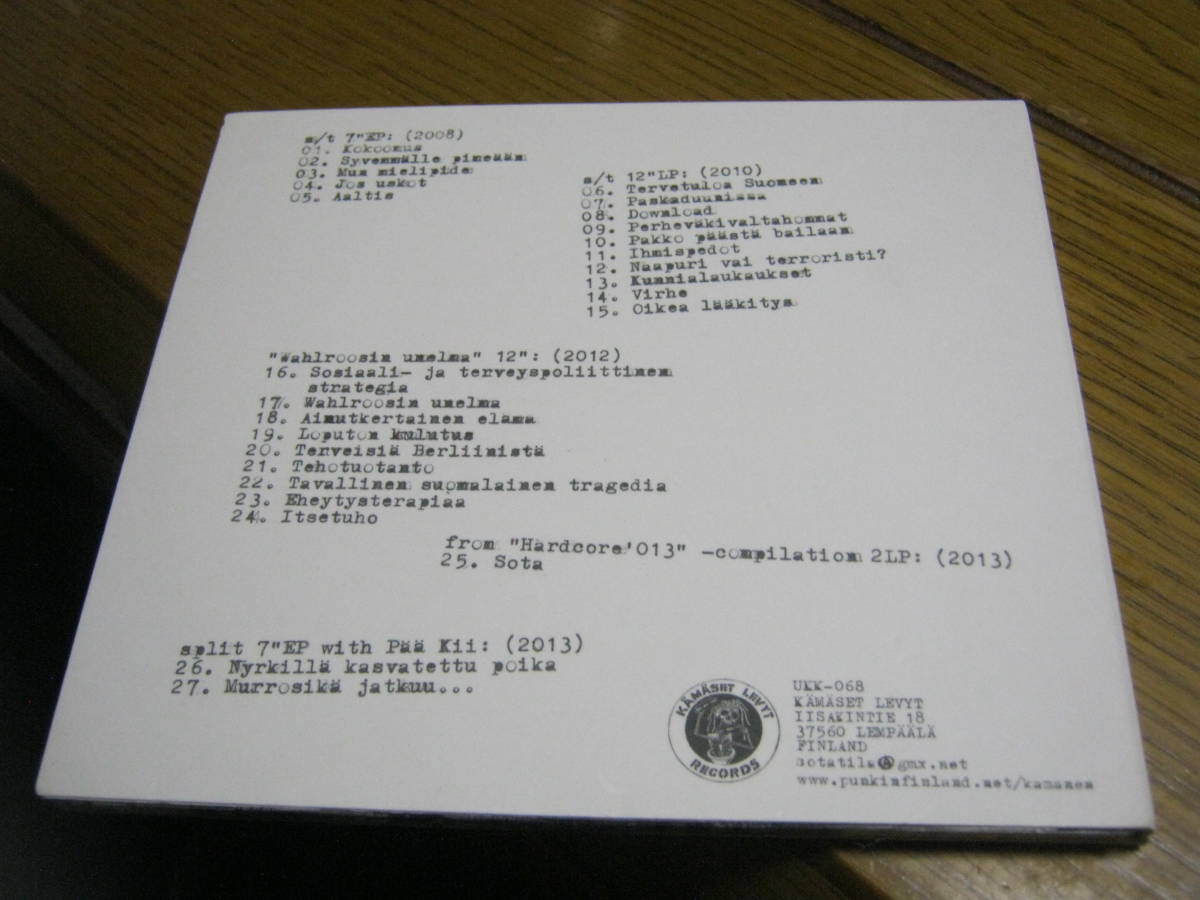 s/t 7"EP: (2008)
01. Kokoomus
02. Syvemmälle pimeään
03. Mun mielipide
04. Jos uskot
05. Aaltis
s/t 12"LP: (2010)
06. Tervetuloa Suomeen
07. Paskaduunissa
08. Download
09. Perheväkivaltahommat
10. Pakko päästä bailaan
11. Ihmispedot
12. Naapuri vai terroristi?
13. Kunnialaukaukset
14. Virhe
15. Oikea lääkitys
"Wahlroosin unelma" 12": (2012)
16. Sosiaali- ja terveyspoliittinen
strategia
17. Wahlroosin unelma
18. Ainutkertainen elama
19. Loputon kulutus
20. Terveisiä Berliinistä
21. Tehotuotanto
22. Tavallinen suomalainen tragedia
23. Eheytysterapiaa
24. Itsetuho
from "Hardcore'013" -compilation 2LP: (2013)
25. Sota
split 7"EP with Pää Kii: (2013)
26. Nyrkillä kasvatettu poika
27. Murrosikä jatkuu...
KÄMÄSET LEVYT
RECORDS
UKK-068
KÄMÄSET LEVYT
IISAKINTIE 18
37560 LEMPÄÄLÄ
FINLAND
sotatila@gmx.net
www.punkinfinland.net/kamanen